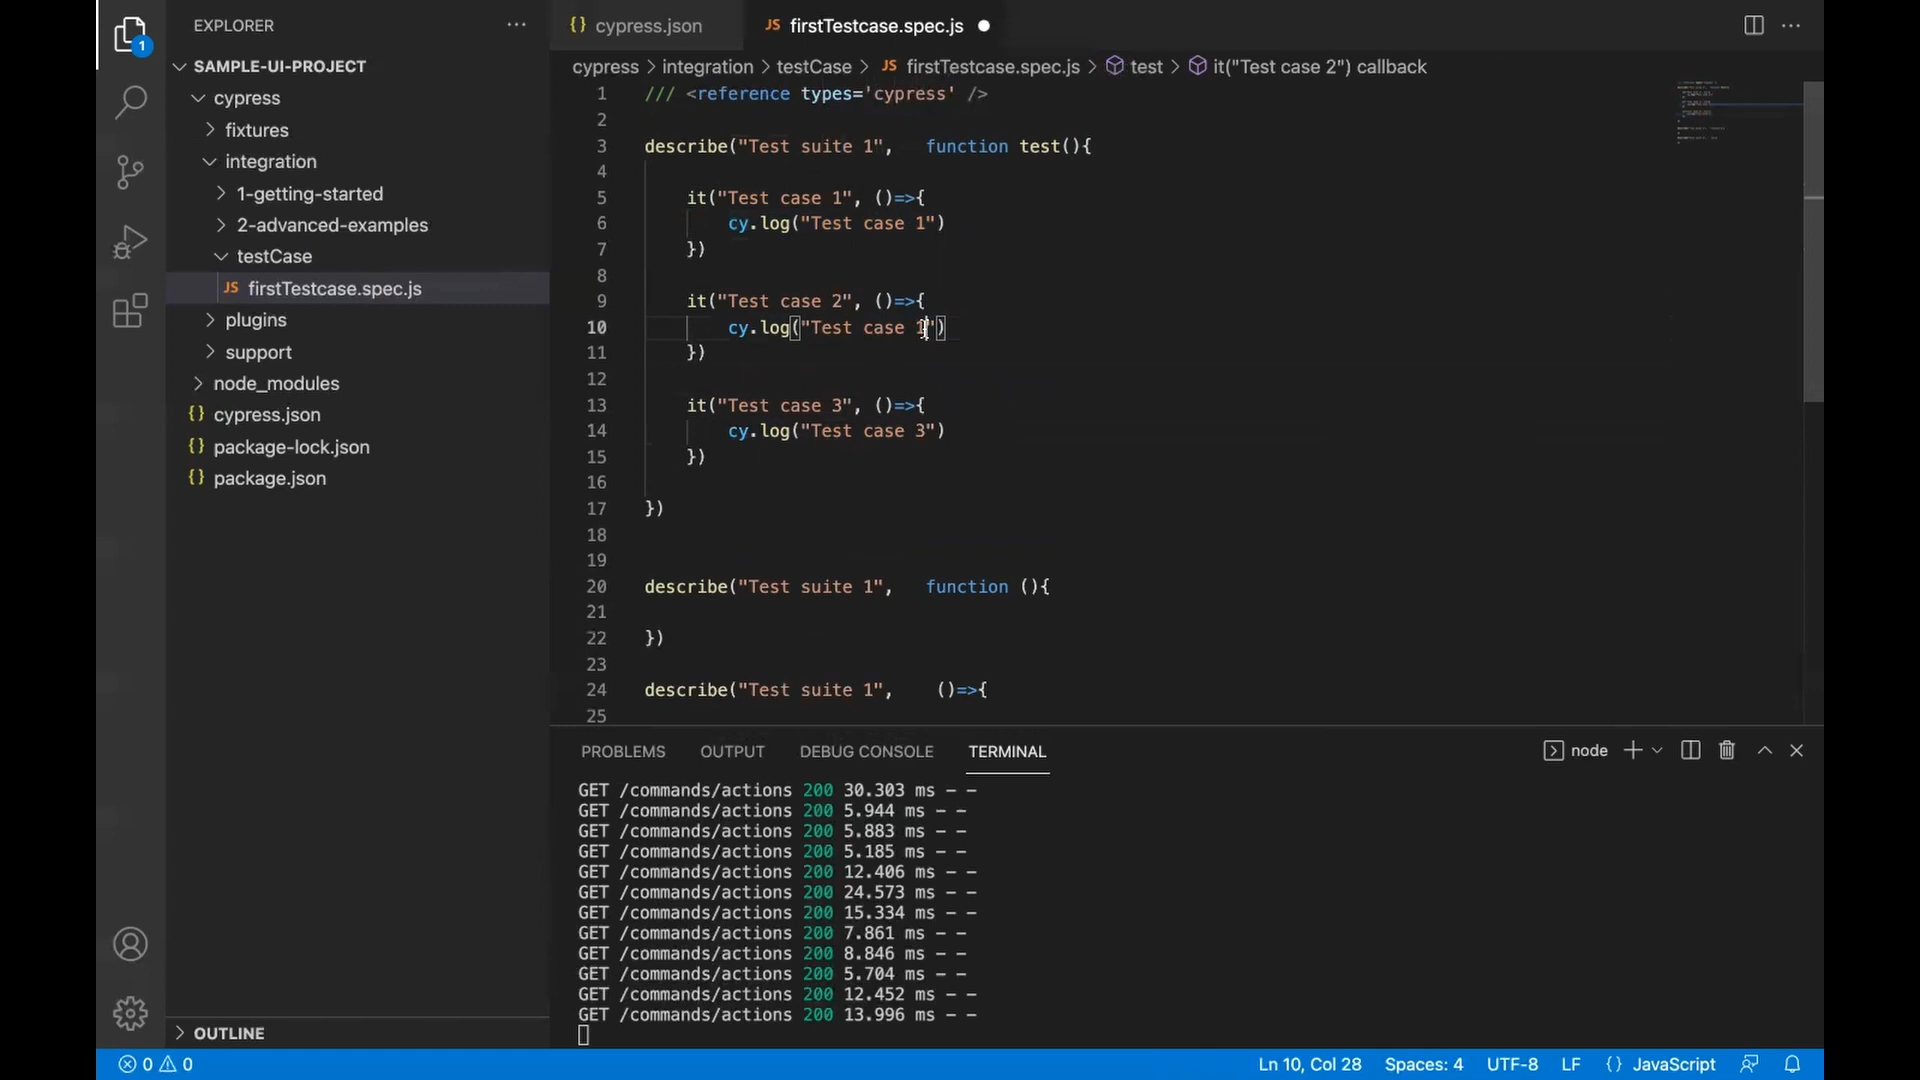 1
EXPLORER
SAMPLE-UI-PROJECT
cypress
fixtures
integration
1-getting-started
2-advanced-examples
testCase
JS firstTestcase.spec.js
plugins
support
node_modules
{} cypress.json
{} package-lock.json
{} package.json
OUTLINE
{} cypress.json
JS firstTestcase.spec.js
cypress > integration > testCase > JS firstTestcase.spec.js > test > it("Test case 2") callback
1 /// <reference types='cypress' />
2
3 describe("Test suite 1", function test(){
4
5 it("Test case 1", ()=>{
6 cy.log("Test case 1")
7 })
8
9 it("Test case 2", ()=>{
10 cy.log("Test case 1")
11 })
12
13 it("Test case 3", ()=>{
14 cy.log("Test case 3")
15 })
16
17 })
18
19
20 describe("Test suite 1", function (){
21
22 })
23
24 describe("Test suite 1", ()=>{
25
PROBLEMS OUTPUT DEBUG CONSOLE TERMINAL
node
GET /commands/actions 200 30.303 ms - -
GET /commands/actions 200 5.944 ms - -
GET /commands/actions 200 5.883 ms - -
GET /commands/actions 200 5.185 ms - -
GET /commands/actions 200 12.406 ms - -
GET /commands/actions 200 24.573 ms - -
GET /commands/actions 200 15.334 ms - -
GET /commands/actions 200 7.861 ms - -
GET /commands/actions 200 8.846 ms - -
GET /commands/actions 200 5.704 ms - -
GET /commands/actions 200 12.452 ms - -
GET /commands/actions 200 13.996 ms - -
0 0 Ln 10, Col 28 Spaces: 4 UTF-8 LF {} JavaScript